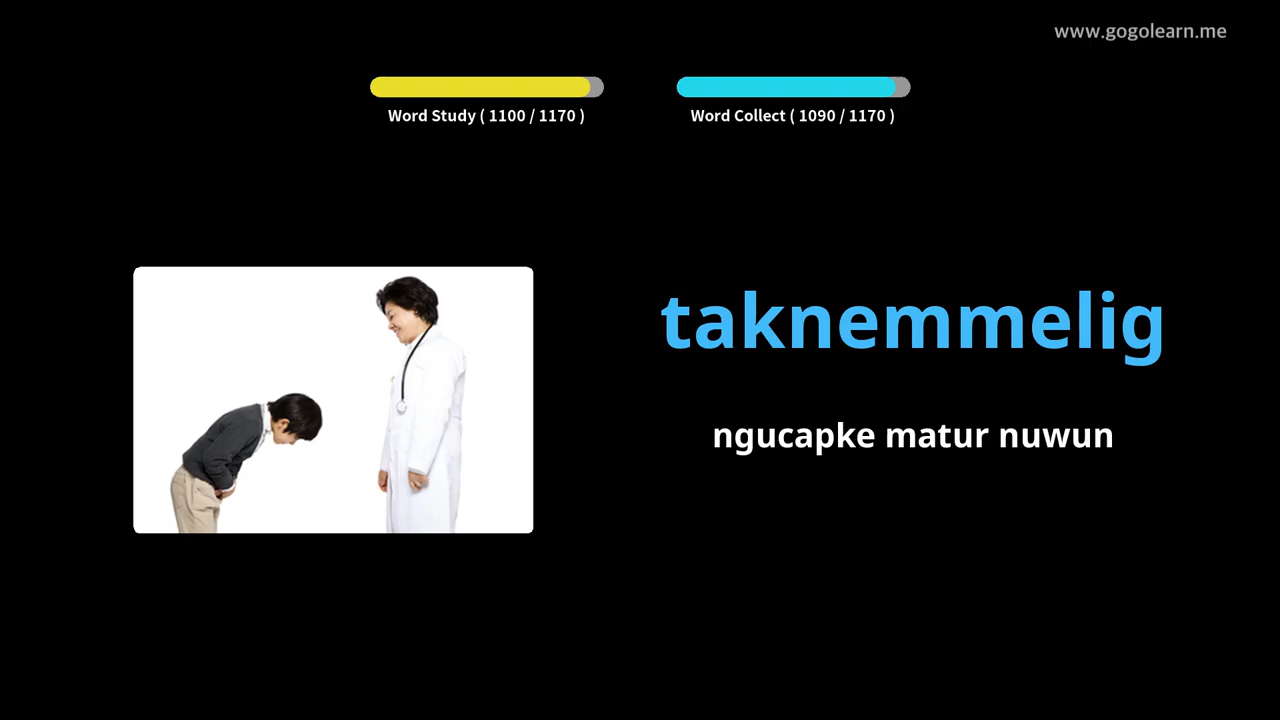 www.gogolearn.me
Word Study ( 1100 / 1170 )
Word Collect ( 1090 / 1170 )
taknemmelig
ngucapke matur nuwun